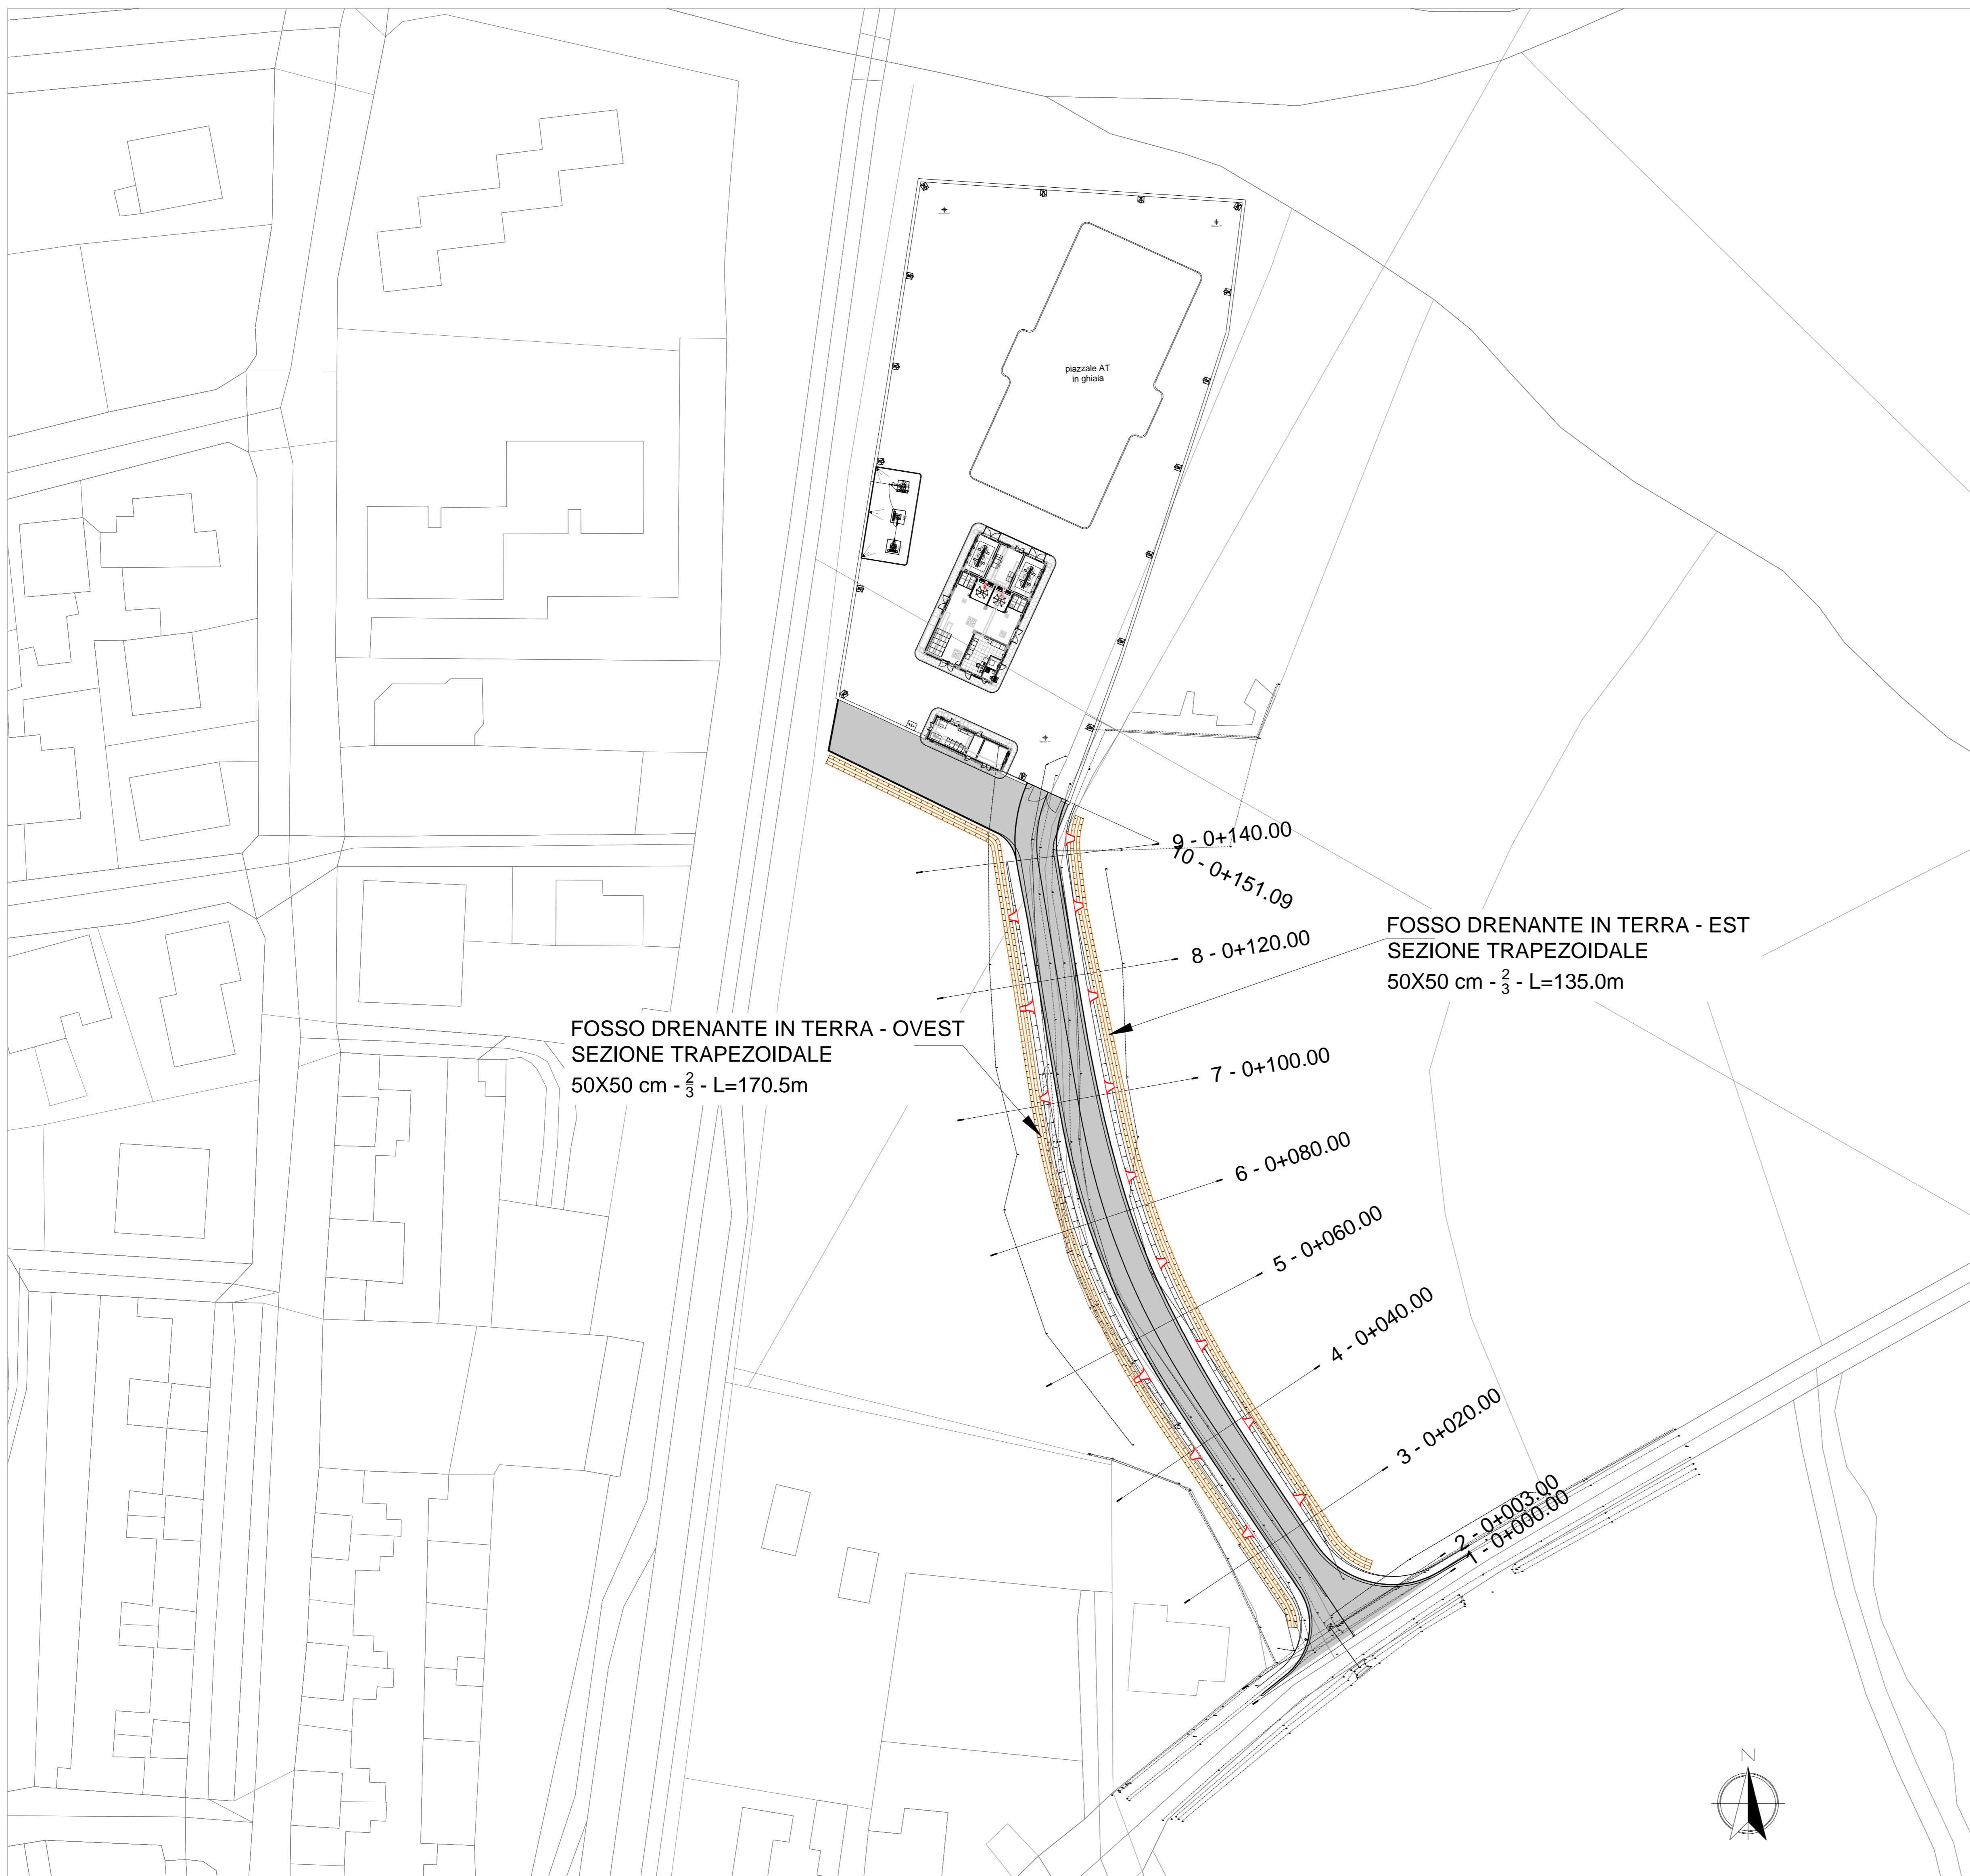 piazzale AT
in ghiaia
9 - 0+140.00
10 - 0+151.09
FOSSO DRENANTE IN TERRA - EST
SEZIONE TRAPEZOIDALE
50X50 cm - 2/3 - L=135.0m
8 - 0+120.00
FOSSO DRENANTE IN TERRA - OVEST
SEZIONE TRAPEZOIDALE
50X50 cm - 2/3 - L=170.5m
7 - 0+100.00
6 - 0+080.00
5 - 0+060.00
4 - 0+040.00
3 - 0+020.00
2 - 0+003.00
1 - 0+000.00
N